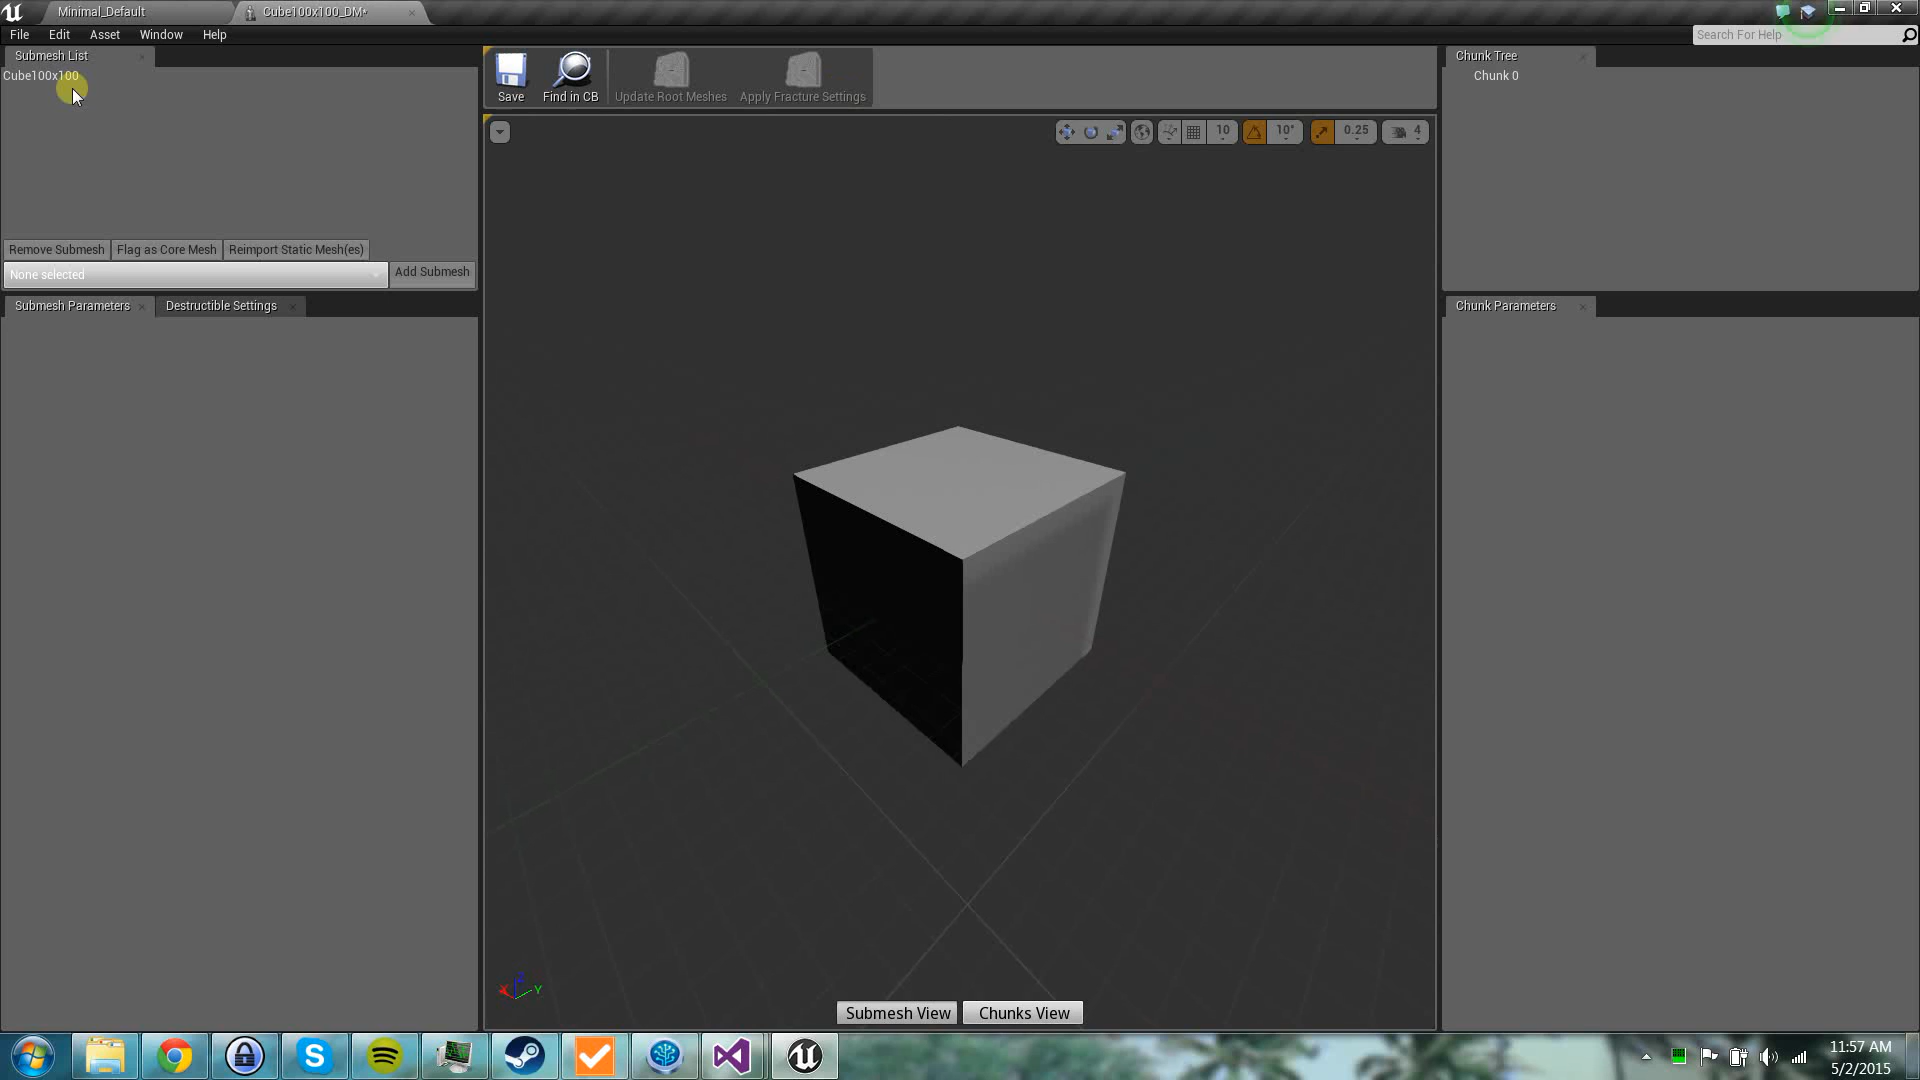 Minimal_Default
Cube100x100_DM*
File Edit Asset Window Help
Search For Help
Submesh List
Cube100x100
Save
Find in CB
Update Root Meshes
Apply Fracture Settings
Chunk Tree
Chunk 0
10
10°
0.25
4
Remove Submesh
Flag as Core Mesh
Reimport Static Mesh(es)
None selected
Add Submesh
Submesh Parameters
Destructible Settings
Chunk Parameters
X
Z
Y
Submesh View
Chunks View
11:57 AM
5/2/2015